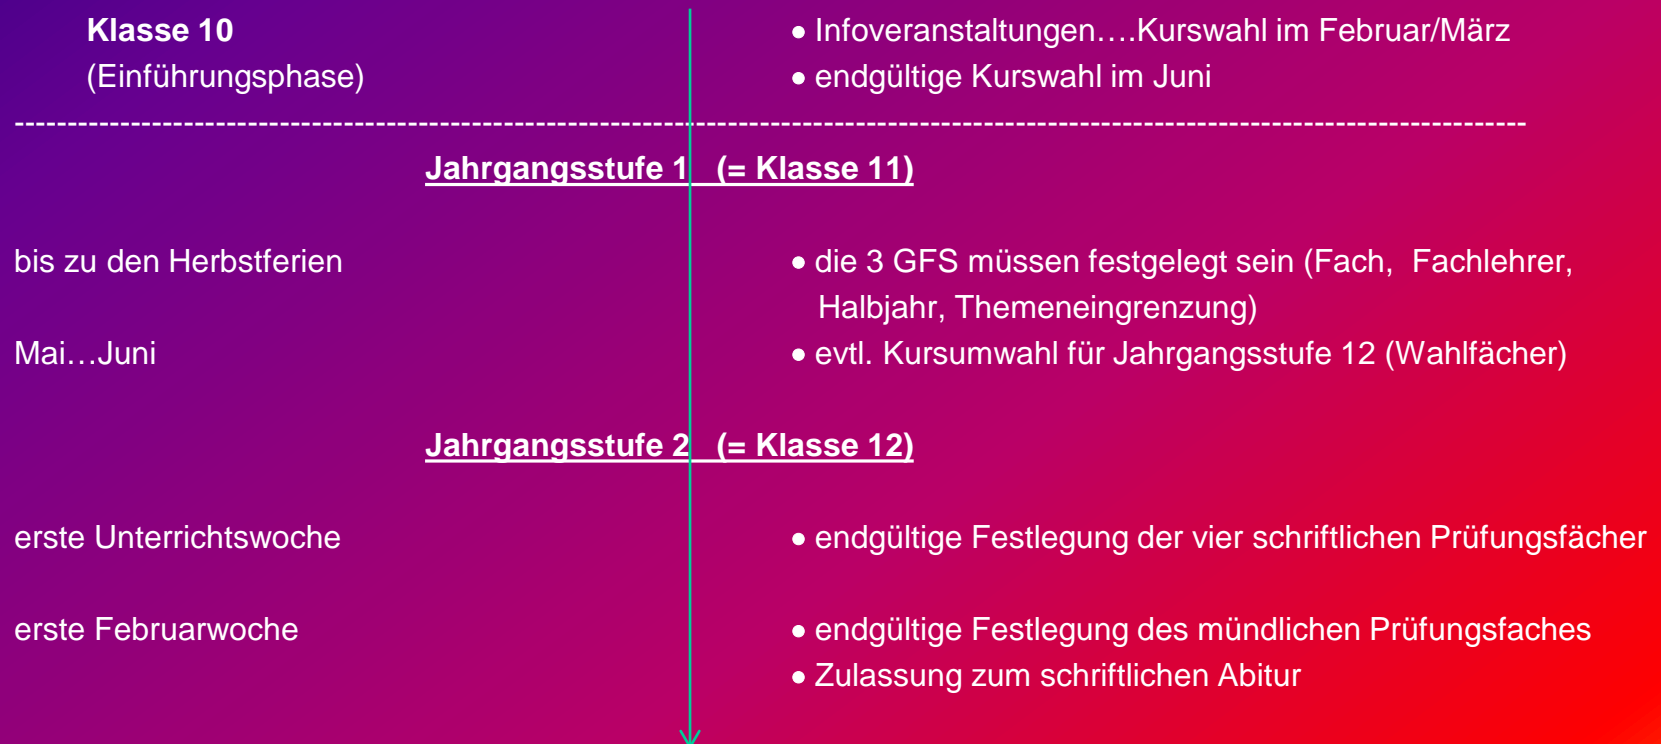 Klasse 10 • Infoveranstaltungen….Kurswahl im Februar/März
(Einführungsphase) • endgültige Kurswahl im Juni
Jahrgangsstufe 1 (= Klasse 11)
bis zu den Herbstferien • die 3 GFS müssen festgelegt sein (Fach, Fachlehrer,
Halbjahr, Themeneingrenzung)
Mai…Juni • evtl. Kursumwahl für Jahrgangsstufe 12 (Wahlfächer)
Jahrgangsstufe 2 (= Klasse 12)
erste Unterrichtswoche • endgültige Festlegung der vier schriftlichen Prüfungsfächer
erste Februarwoche • endgültige Festlegung des mündlichen Prüfungsfaches
• Zulassung zum schriftlichen Abitur